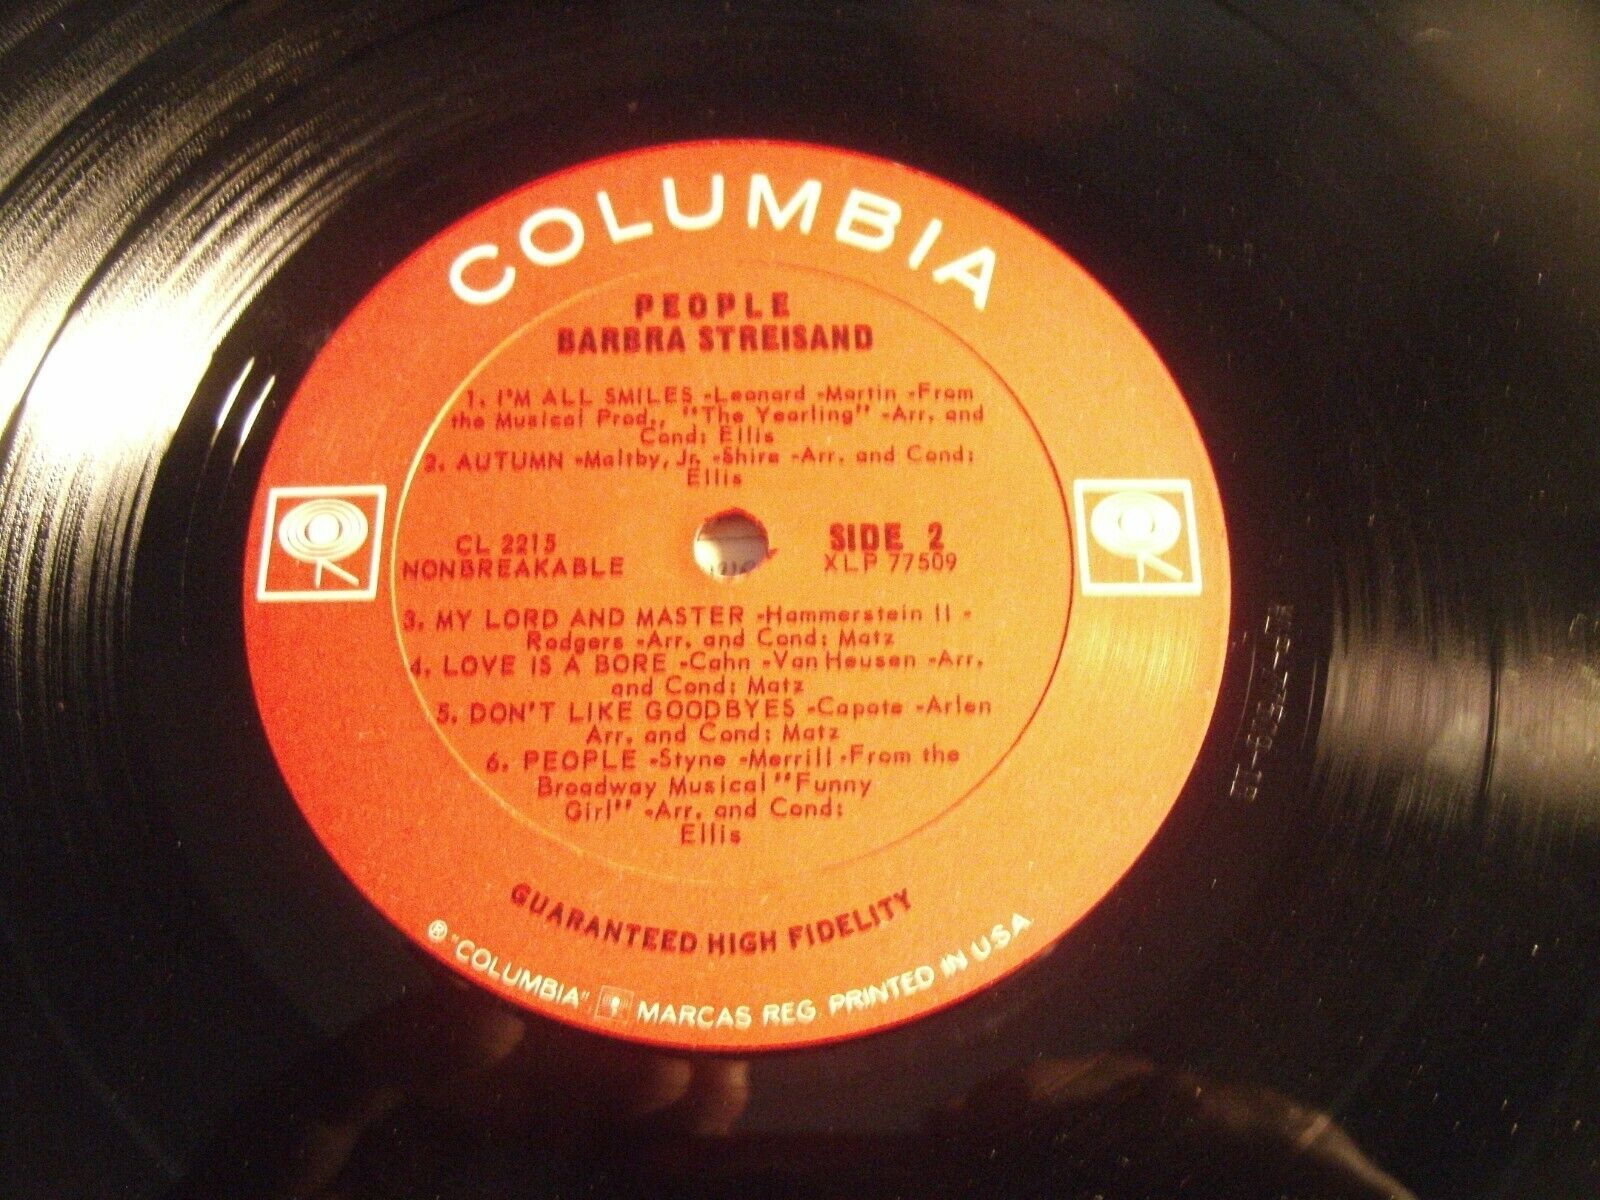 COLUMBIA
PEOPLE
BARBRA STREISAND
1. I'M ALL SMILES -Leonard -Martin -From
the Musical Prod., "The Yearling" -Arr. and
Cond: Ellis
2. AUTUMN -Maltby, Jr. -Shire -Arr. and Cond:
Ellis
CL 2215
NONBREAKABLE
SIDE 2
XLP 77509
3. MY LORD AND MASTER -Hammerstein II -
Rodgers -Arr. and Cond: Matz
4. LOVE IS A BORE -Cahn -Van Heusen -Arr.
and Cond: Matz
5. DON'T LIKE GOODBYES -Capote -Arlen
Arr. and Cond: Matz
6. PEOPLE -Styne -Merrill -From the
Broadway Musical "Funny
Girl" -Arr. and Cond:
Ellis
GUARANTEED HIGH FIDELITY
® "COLUMBIA", MARCAS REG. PRINTED IN U.S.A.